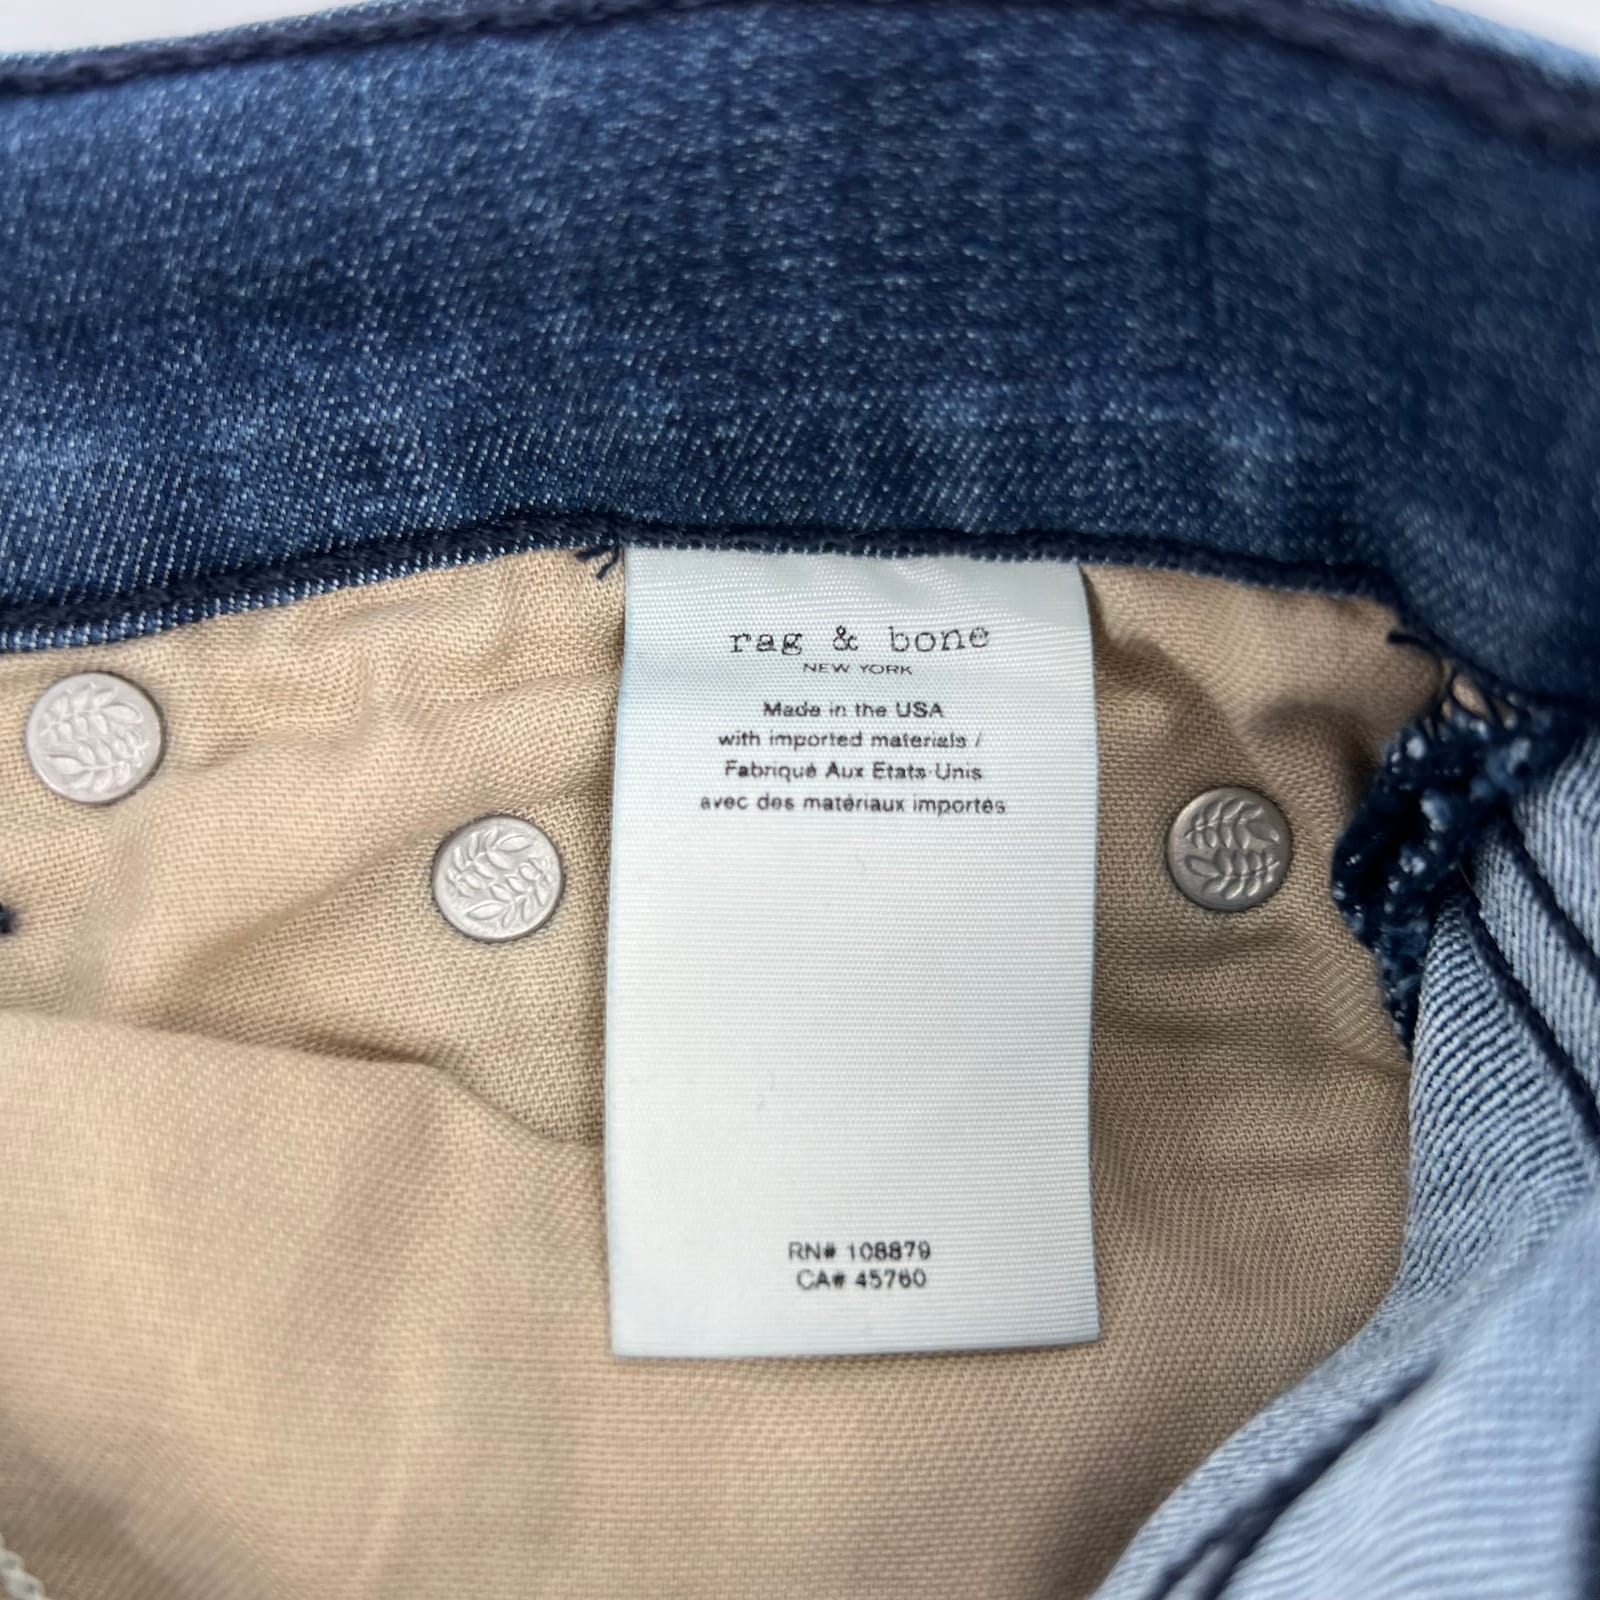 rag & bone
NEW YORK
Made in the USA
with imported materials /
Fabriqué Aux Etats-Unis
avec des matériaux importés
RN# 108879
CA# 45760